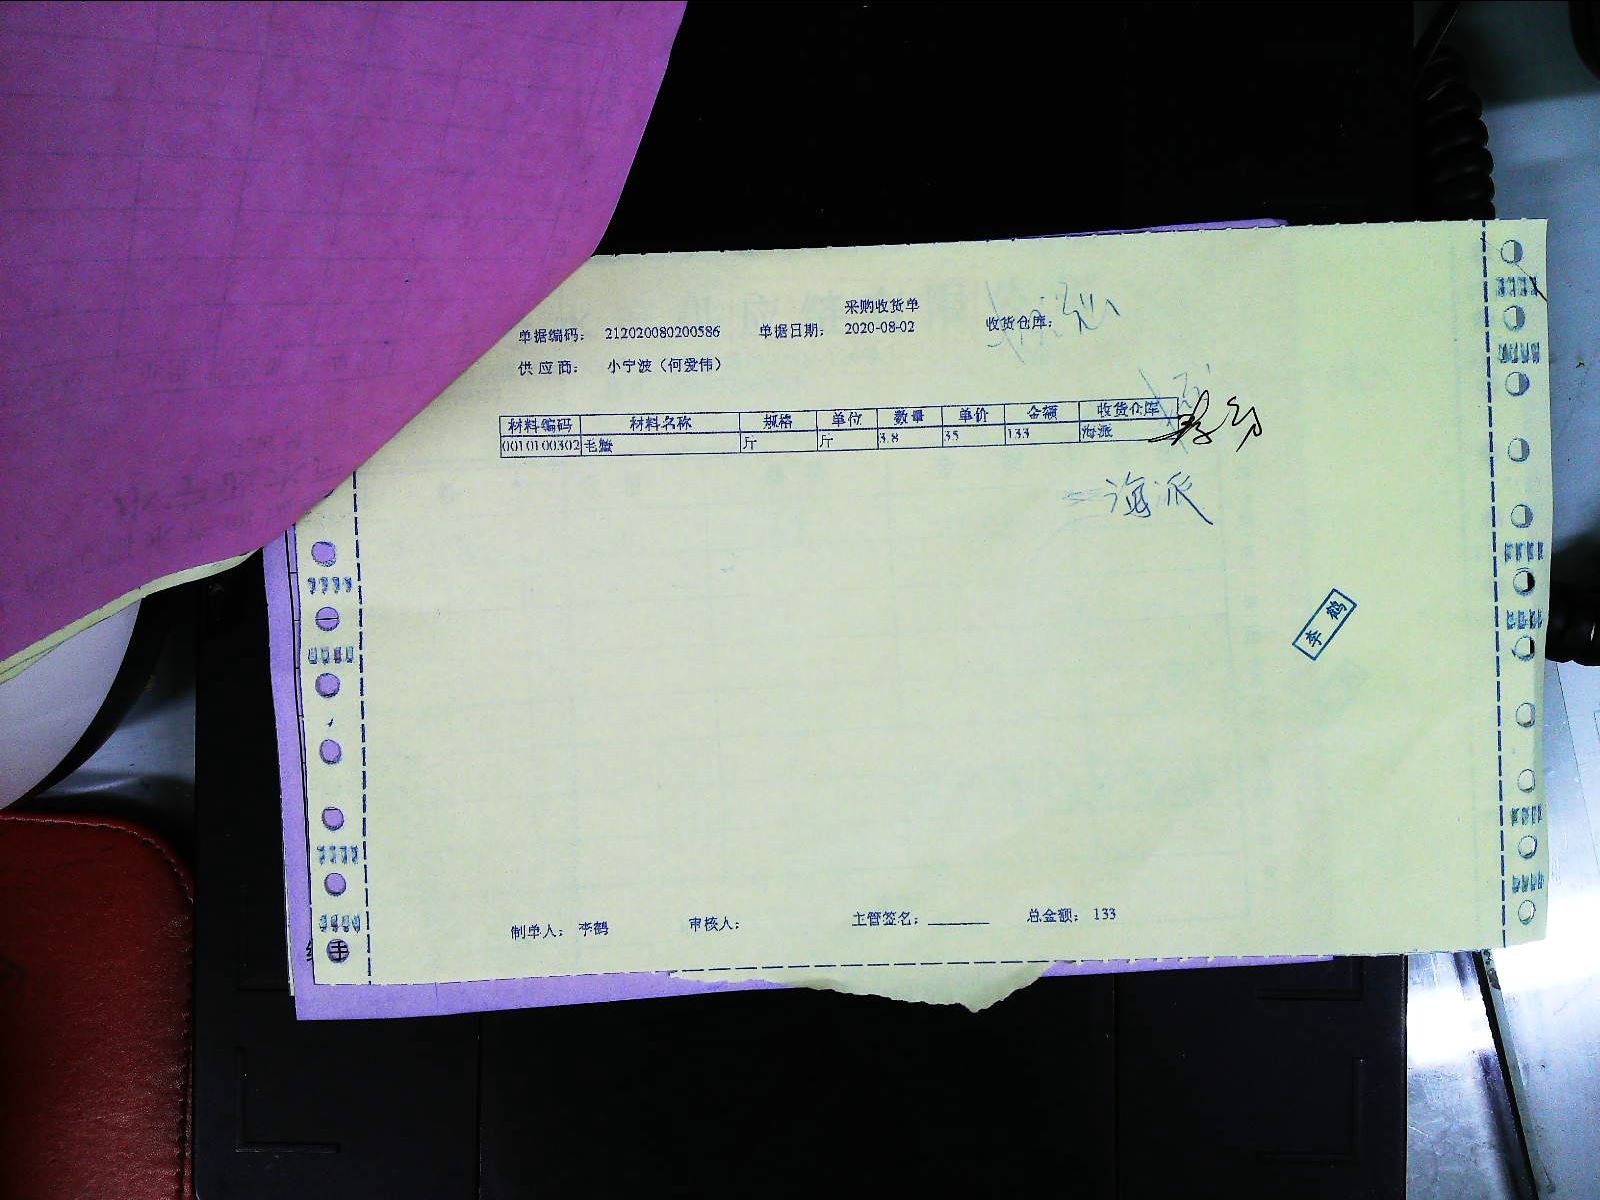 采购收货单
单据编码： 212020080200586 单据日期： 2020-08-02 收货仓库：
供应商： 小宁波（何爱伟）
材料编码 材料名称 规格 单位 数量 单价 金额 收货仓库
0010100302 毛蟹 斤 斤 3.8 35 133 海派
海派
李鹤
制单人： 李鹤 审核人： 主管签名： 总金额： 133